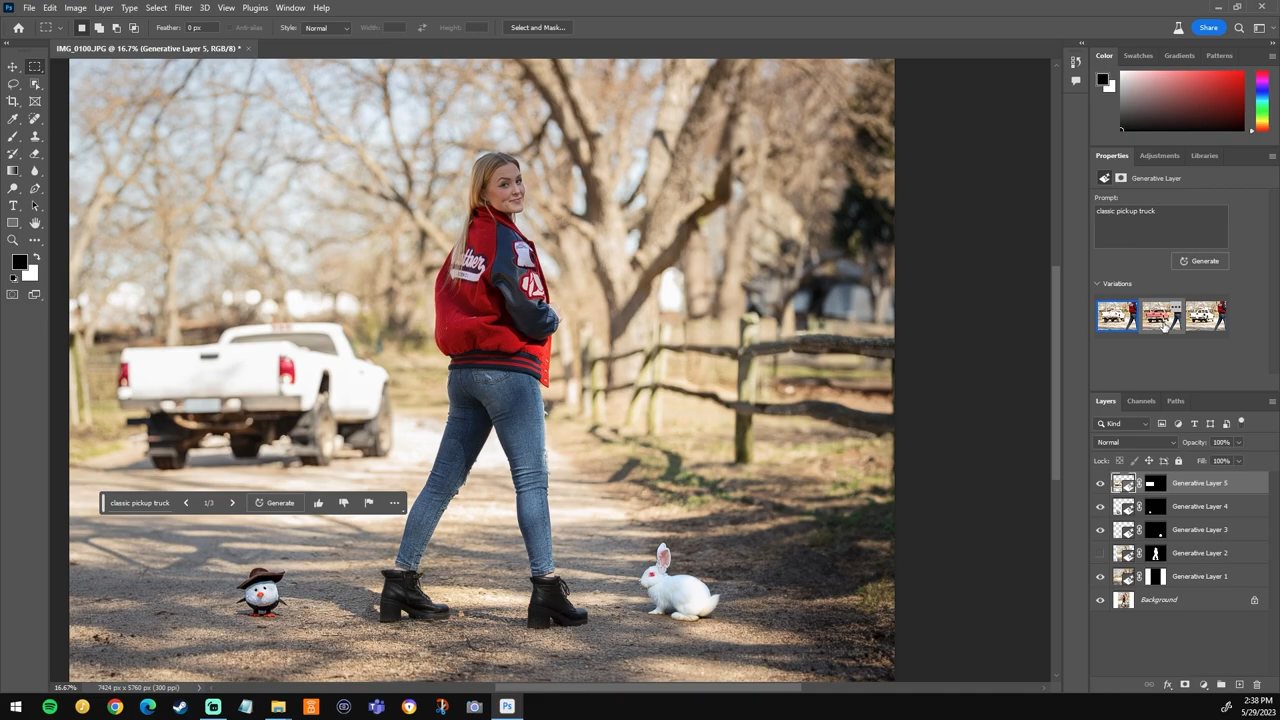 Ps File Edit Image Layer Type Select Filter 3D View Plugins Window Help
Feather: 0 px Anti-alias Style: Normal Width: Height: Select and Mask... Share
IMG_0100.JPG @ 16.7% (Generative Layer 5, RGB/8) * ×
Color Swatches Gradients Patterns
Properties Adjustments Libraries
Generative Layer
Prompt:
classic pickup truck
Generate
Variations
classic pickup truck 1/3 Generate
Layers Channels Paths
Kind
Normal Opacity: 100%
Lock: Fill: 100%
Generative Layer 5
Generative Layer 4
Generative Layer 3
Generative Layer 2
Generative Layer 1
Background
16.67% 7424 px x 5760 px (300 ppi)
Ps
2:38 PM
5/29/2023